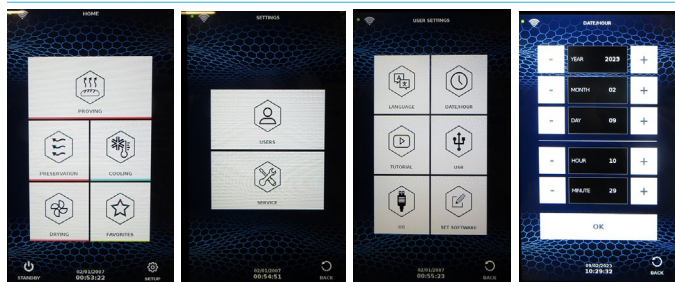 HOME
PROVING
PRESERVATION
COOLING
DRYING
FAVORITES
STANDBY
02/01/2007
00:53:22
SETUP
SETTINGS
USERS
SERVICE
02/01/2007
00:54:51
BACK
USER SETTINGS
LANGUAGE
DATE/HOUR
TUTORIAL
USB
SET SOFTWARE
02/01/2007
00:55:23
BACK
DATE/HOUR
- YEAR 2023 +
- MONTH 02 +
- DAY 09 +
- HOUR 10 +
- MINUTE 29 +
OK
09/02/2023
10:29:32
BACK